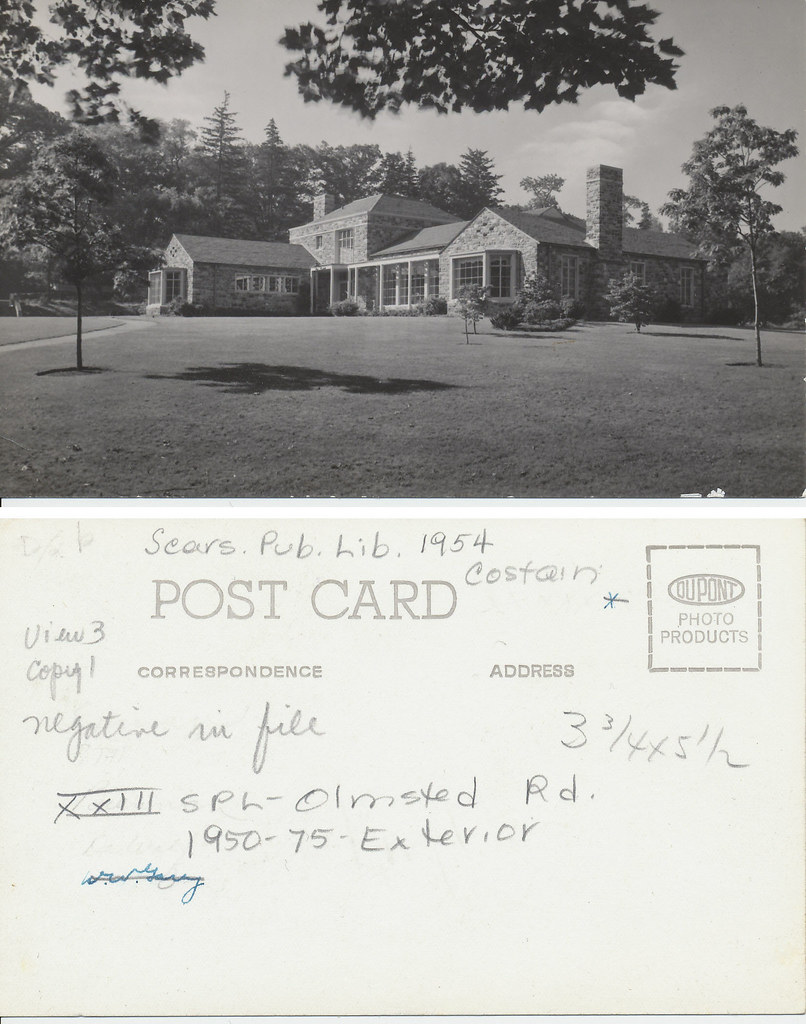 Scars. Pub. Lib. 1954
Costain
POST CARD
*
DUPONT
PHOTO
PRODUCTS
View 3
Copy 1
CORRESPONDENCE
ADDRESS
negative in file
3 3/4 x 5 1/2
XXIII SPL- Olmsted Rd.
1950-75-Exterior